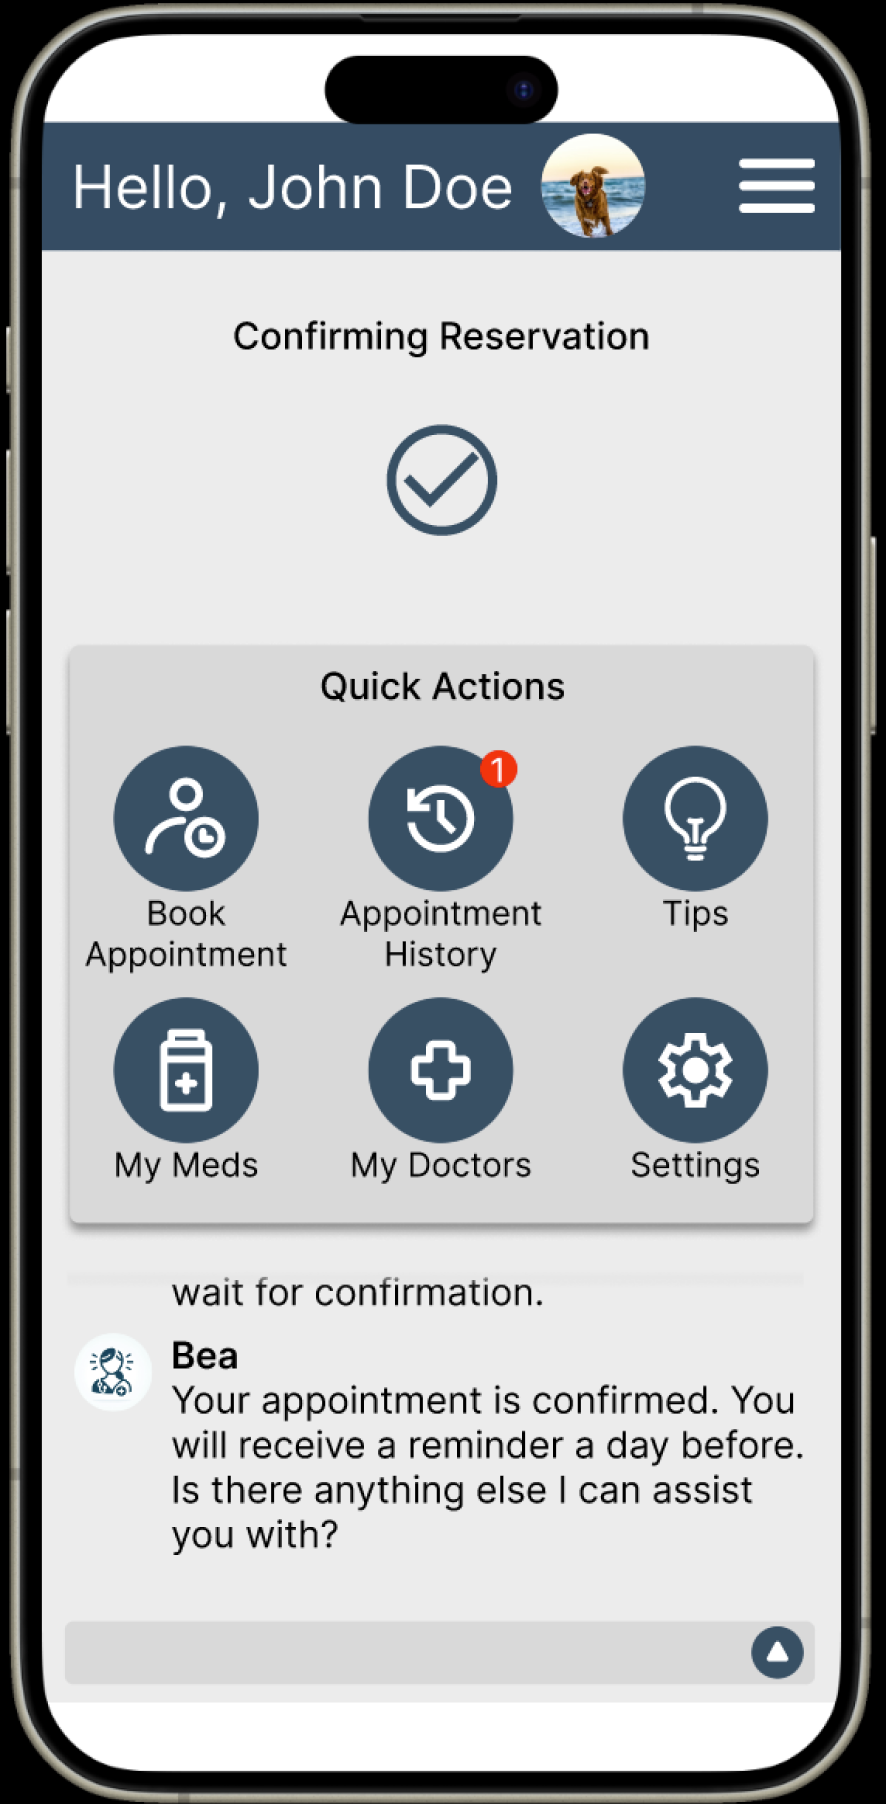 Hello, John Doe
Confirming Reservation
Quick Actions
1
Book
Appointment
Appointment
History
Tips
My Meds
My Doctors
Settings
wait for confirmation.
Bea
Your appointment is confirmed. You
will receive a reminder a day before.
Is there anything else I can assist
you with?